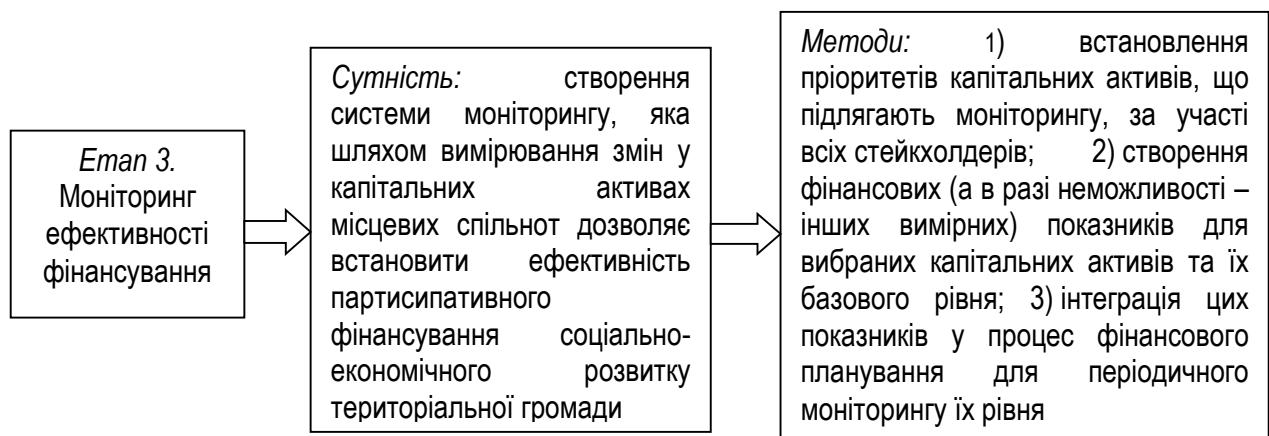 Етап 3.
Моніторинг
ефективності
фінансування
Сутність: створення
системи моніторингу, яка
шляхом вимірювання змін у
капітальних активах
місцевих спільнот дозволяє
встановити ефективність
партисипативного
фінансування соціально-
економічного розвитку
територіальної громади
Методи: 1) встановлення
пріоритетів капітальних активів, що
підлягають моніторингу, за участі
всіх стейкхолдерів; 2) створення
фінансових (а в разі неможливості –
інших вимірних) показників для
вибраних капітальних активів та їх
базового рівня; 3) інтеграція цих
показників у процес фінансового
планування для періодичного
моніторингу їх рівня